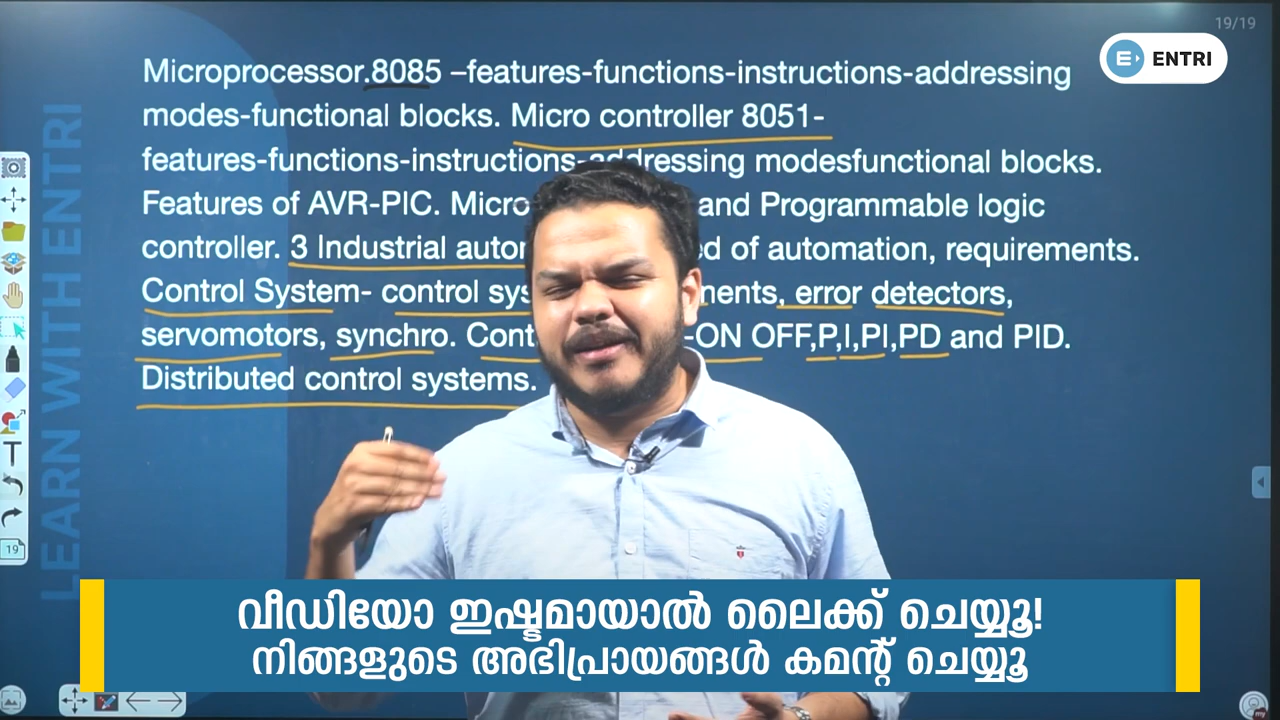 19/19
ENTRI
Microprocessor.8085 –features-functions-instructions-addressing
modes-functional blocks. Micro controller 8051-
features-functions-instructions-addressing modesfunctional blocks.
Features of AVR-PIC. Micro and Programmable logic
controller. 3 Industrial of automation, requirements.
Control System- control error detectors,
servomotors, synchro. -ON OFF,P,I,PI,PD and PID.
Distributed control systems.
LEARN WITH ENTRI
T
19
വീഡിയോ ഇഷ്ടമായാൽ ലൈക്ക് ചെയ്യൂ!
നിങ്ങളുടെ അഭിപ്രായങ്ങൾ കമന്റ് ചെയ്യൂ